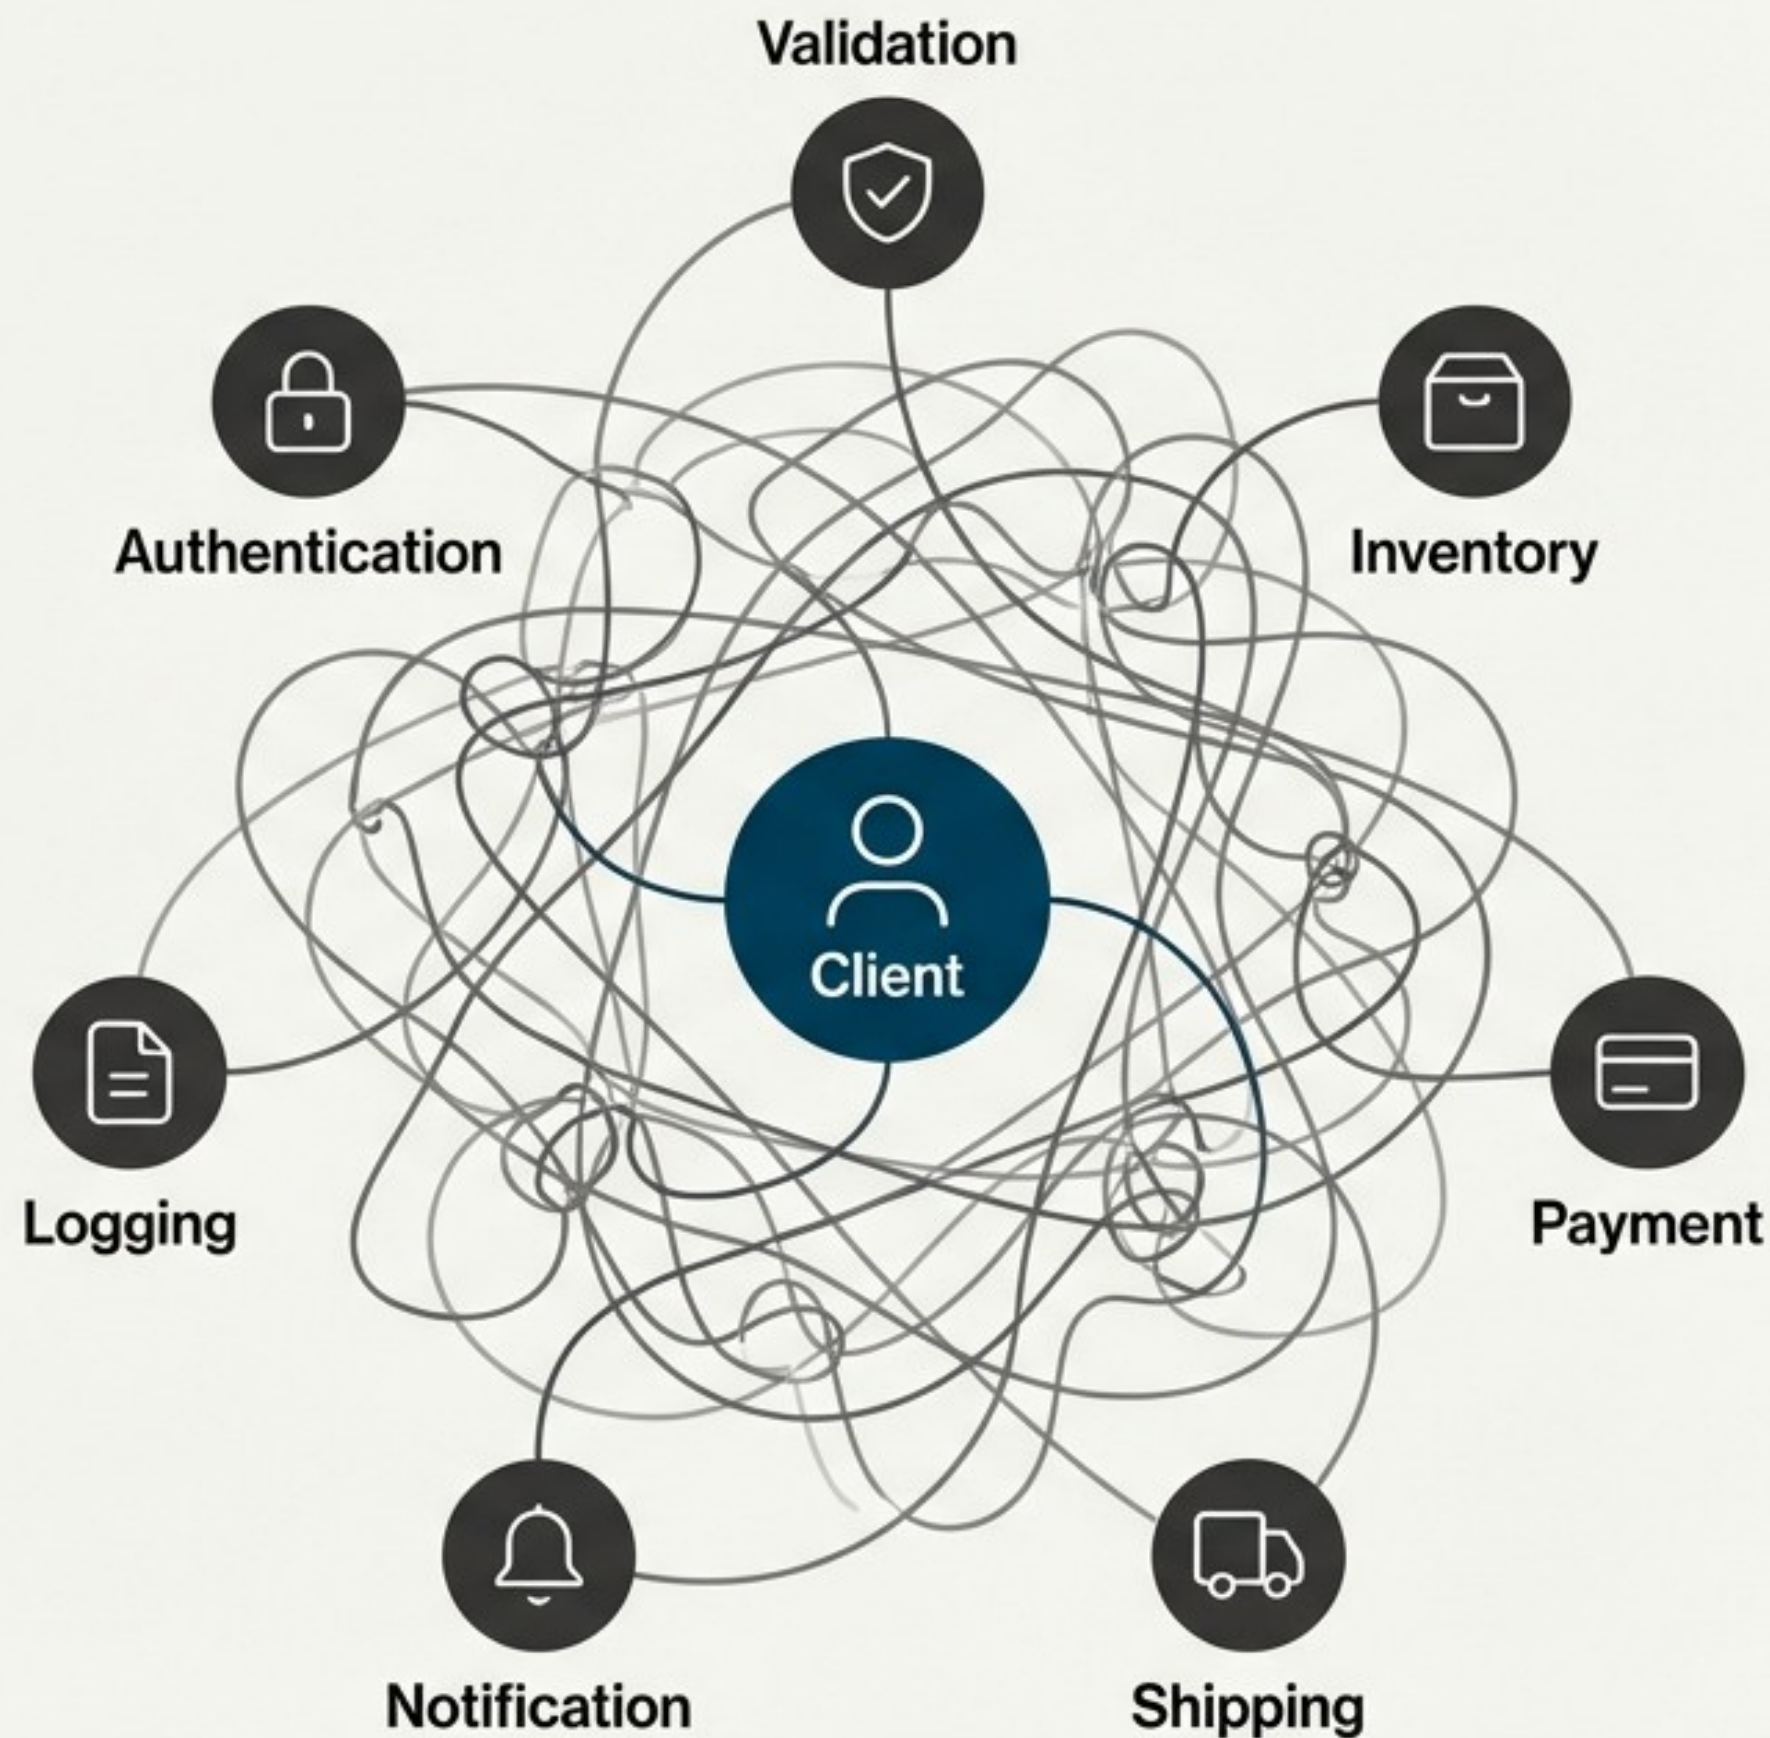 Validation
Authentication
Inventory
Client
Logging
Payment
Notification
Shipping